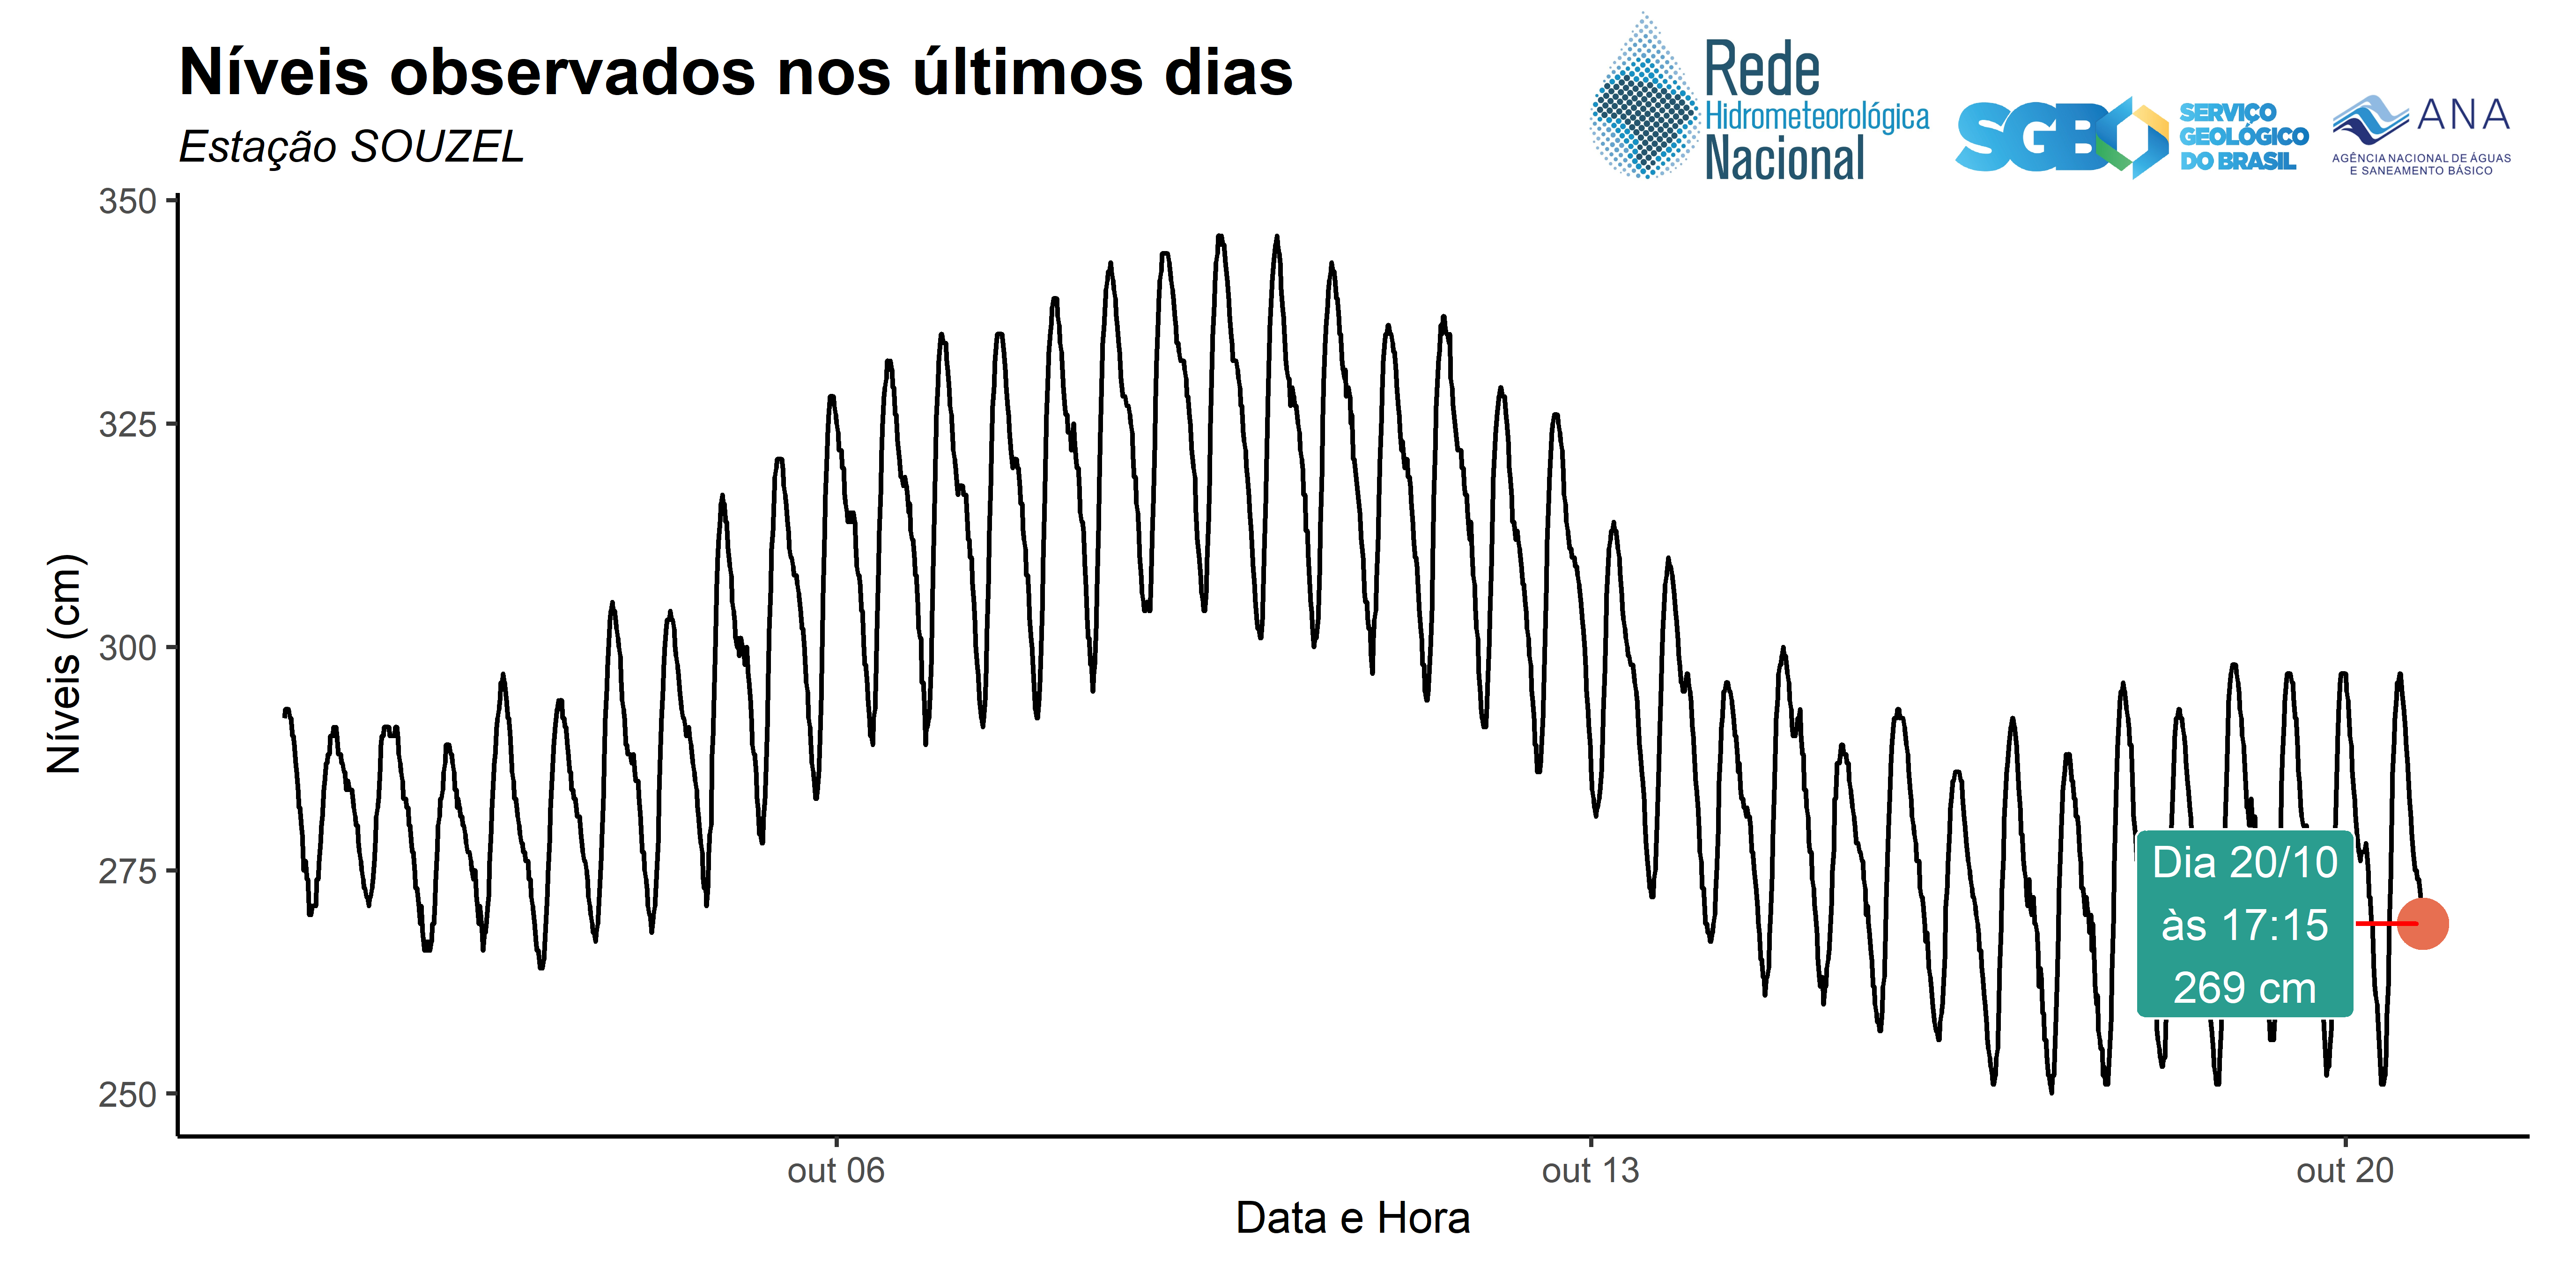 Níveis observados nos últimos dias
Estação SOUZEL
Rede
Hidrometeorológica
Nacional
SGB
SERVIÇO
GEOLÓGICO
DO BRASIL
ANA
AGÊNCIA NACIONAL DE ÁGUAS
E SANEAMENTO BÁSICO
350
325
300
275
250
Níveis (cm)
Dia 20/10
às 17:15
269 cm
out 06
out 13
out 20
Data e Hora